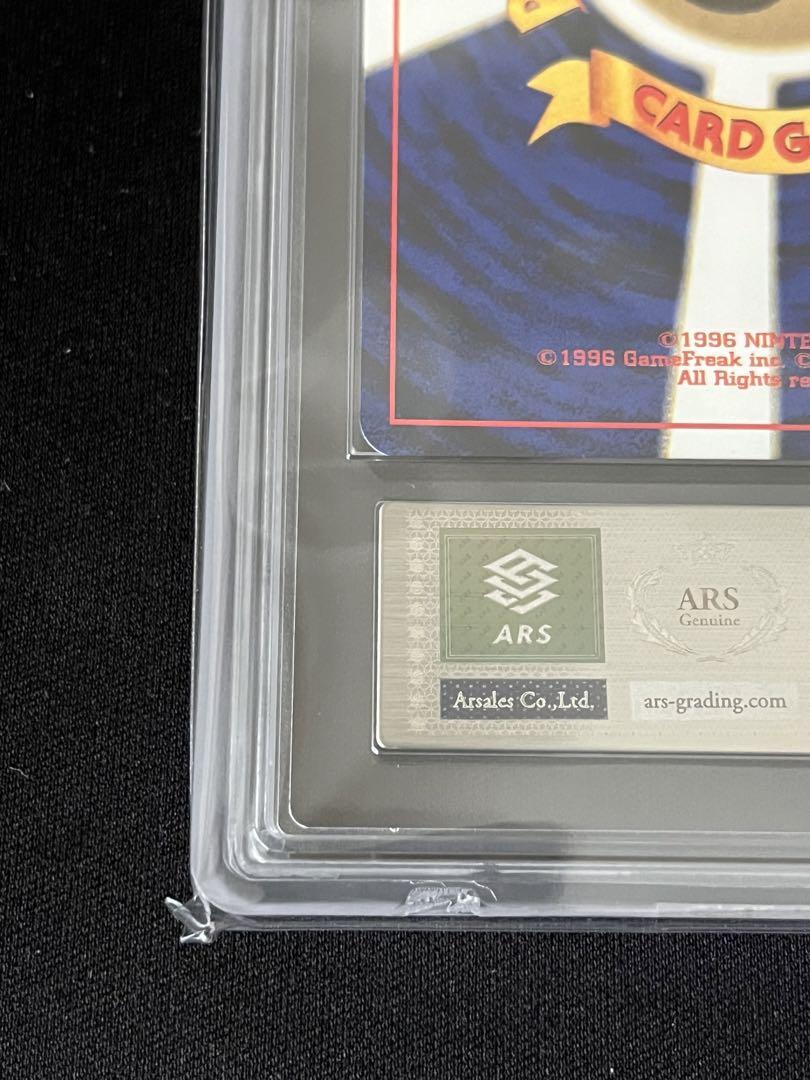 CARD G
©1996 NINTE
©1996 GameFreak inc. ©
All Rights re
ARS
ARS
Genuine
Arsales Co.,Ltd.
ars-grading.com